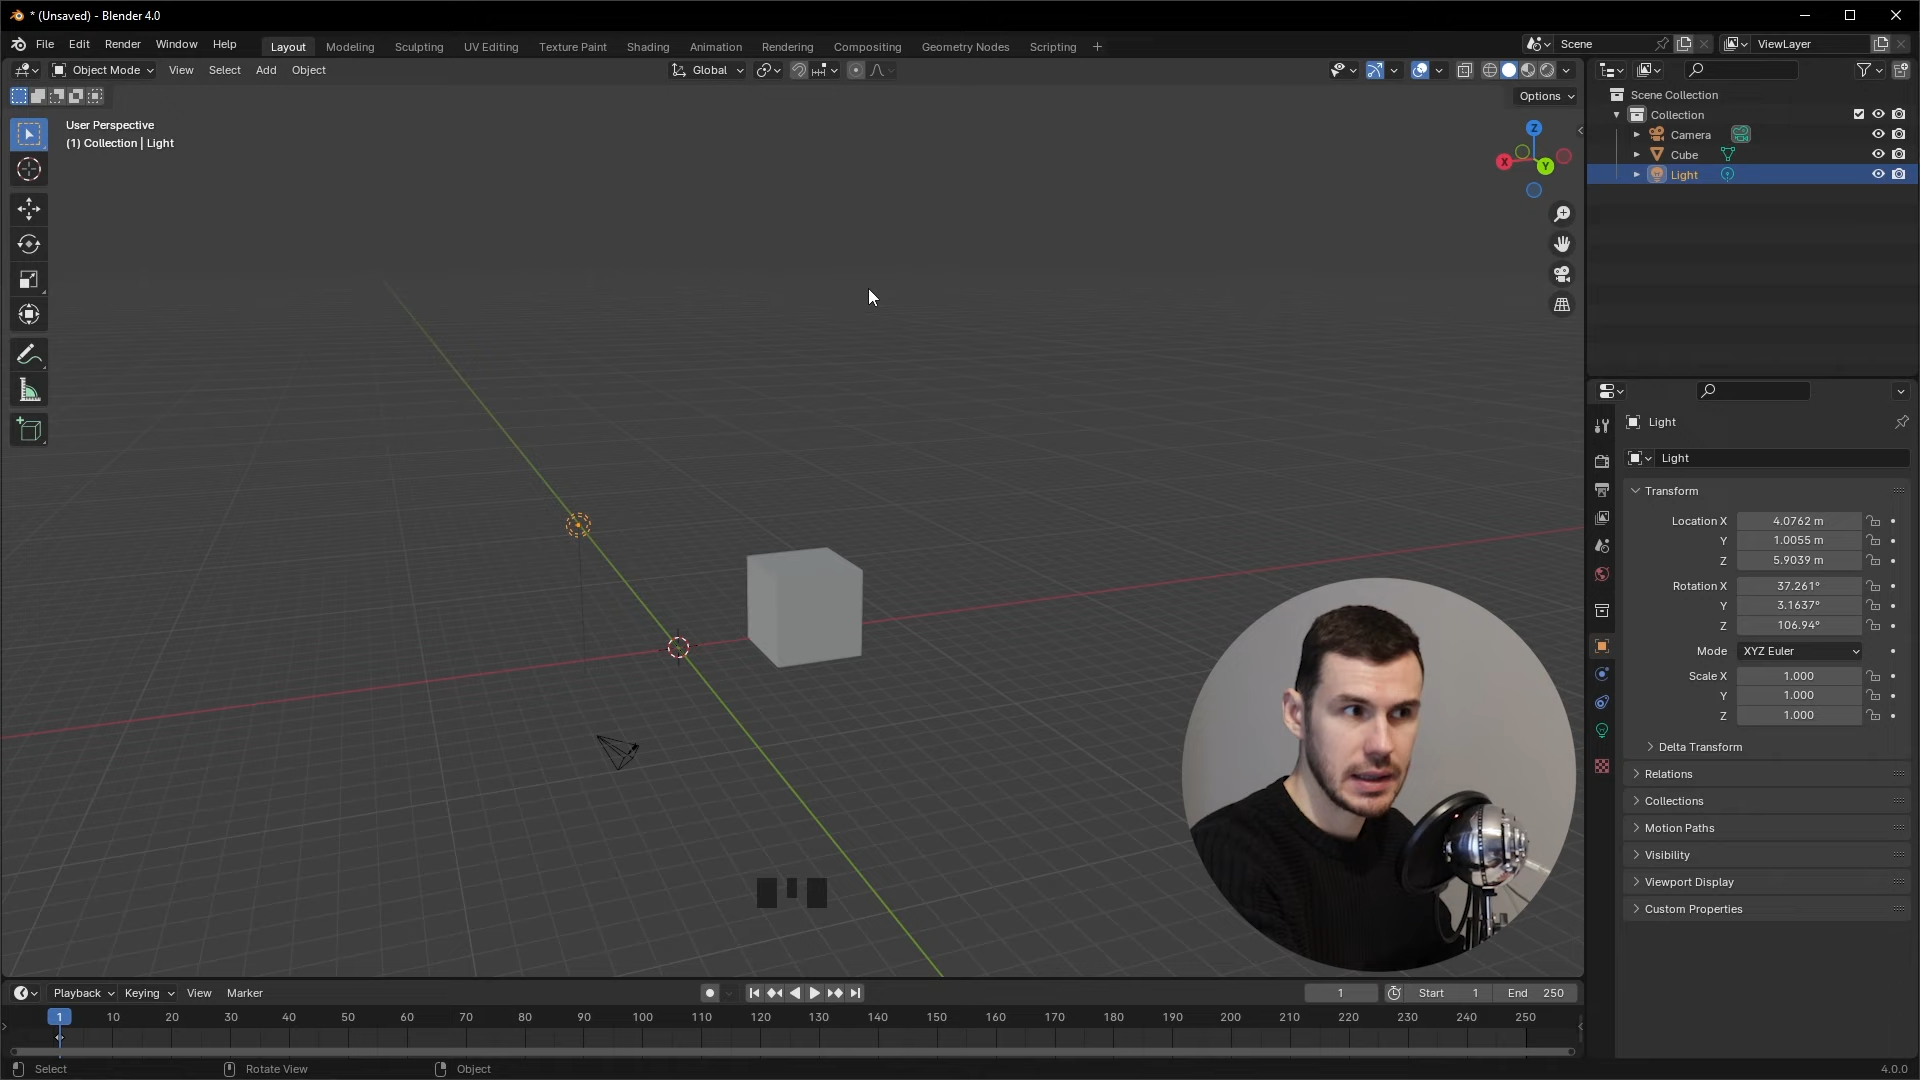 * (Unsaved) - Blender 4.0
File Edit Render Window Help Layout Modeling Sculpting UV Editing Texture Paint Shading Animation Rendering Compositing Geometry Nodes Scripting + Scene ViewLayer
Object Mode View Select Add Object Global
Options
User Perspective
(1) Collection | Light
Z
X
Y
Scene Collection
Collection
Camera
Cube
Light
Light
Light
Transform
Location X 4.0762 m
Y 1.0055 m
Z 5.9039 m
Rotation X 37.261°
Y 3.1637°
Z 106.94°
Mode XYZ Euler
Scale X 1.000
Y 1.000
Z 1.000
Delta Transform
Relations
Collections
Motion Paths
Visibility
Viewport Display
Custom Properties
Playback Keying View Marker 1 Start 1 End 250
1 10 20 30 40 50 60 70 80 90 100 110 120 130 140 150 160 170 180 190 200 210 220 230 240 250
Select Rotate View Object 4.0.0